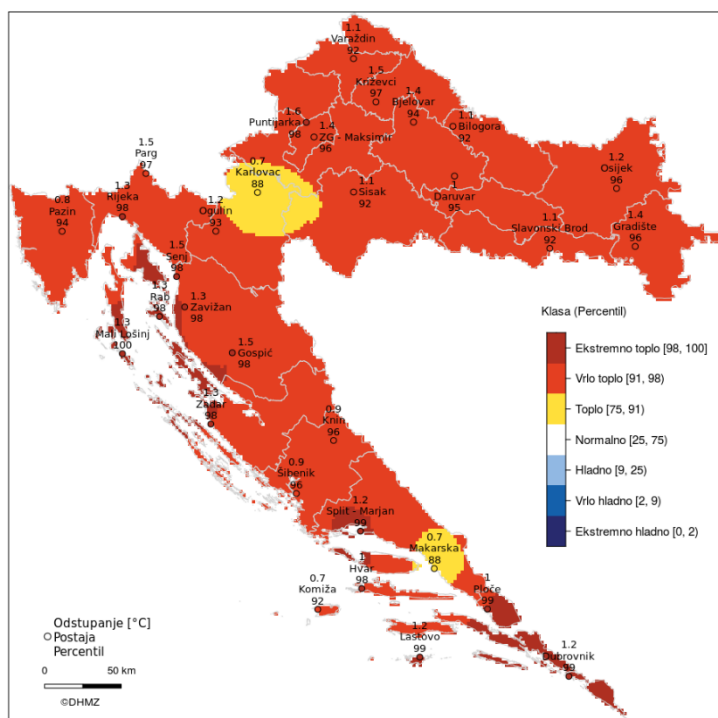 1.1
Varaždin
92
1.5
Križevci
97
1.4
Bjelovar
94
1.6
Puntijarka
98
1.4
ZG - Maksimir
96
1.1
Bilogora
92
1.5
Parg
97
0.7
Karlovac
88
1.2
Osijek
96
0.8
Pazin
94
1.3
Rijeka
98
1.2
Ogulin
93
1.1
Sisak
92
1
Daruvar
95
1.1
Slavonski Brod
92
1.4
Gradište
96
1.5
Senj
98
1.3
Rab
98
1.3
Zavižan
98
1.3
Mali Lošinj
100
1.5
Gospić
98
1.3
Zadar
98
0.9
Knin
96
0.9
Šibenik
96
1.2
Split - Marjan
99
0.7
Makarska
88
1
Hvar
98
0.7
Komiža
92
1
Ploče
99
1.2
Lastovo
99
1.2
Dubrovnik
99
Klasa (Percentil)
Ekstremno toplo [98, 100]
Vrlo toplo [91, 98)
Toplo [75, 91)
Normalno [25, 75)
Hladno [9, 25)
Vrlo hladno [2, 9)
Ekstremno hladno [0, 2)
Odstupanje [°C]
Postaja
Percentil
0 50 km
©DHMZ